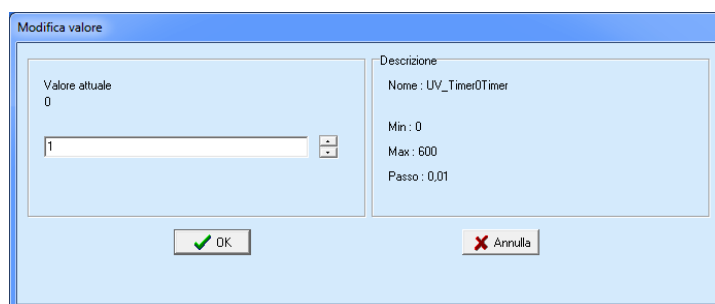 Modifica valore
Valore attuale
0
1
OK
Descrizione
Nome : UV_Timer0Timer
Min : 0
Max : 600
Passo : 0,01
Annulla